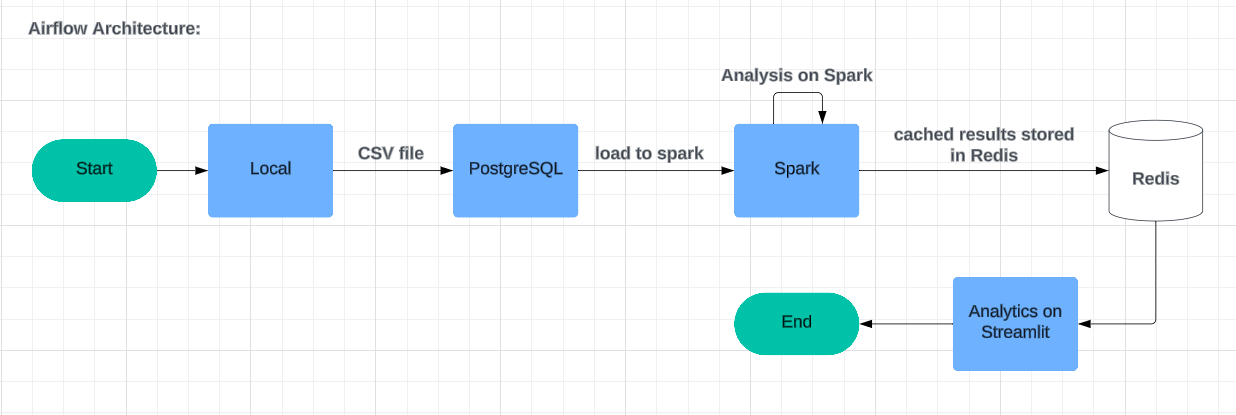 Airflow Architecture:
Analysis on Spark
Start
Local
CSV file
PostgreSQL
load to spark
Spark
cached results stored
in Redis
Redis
End
Analytics on
Streamlit